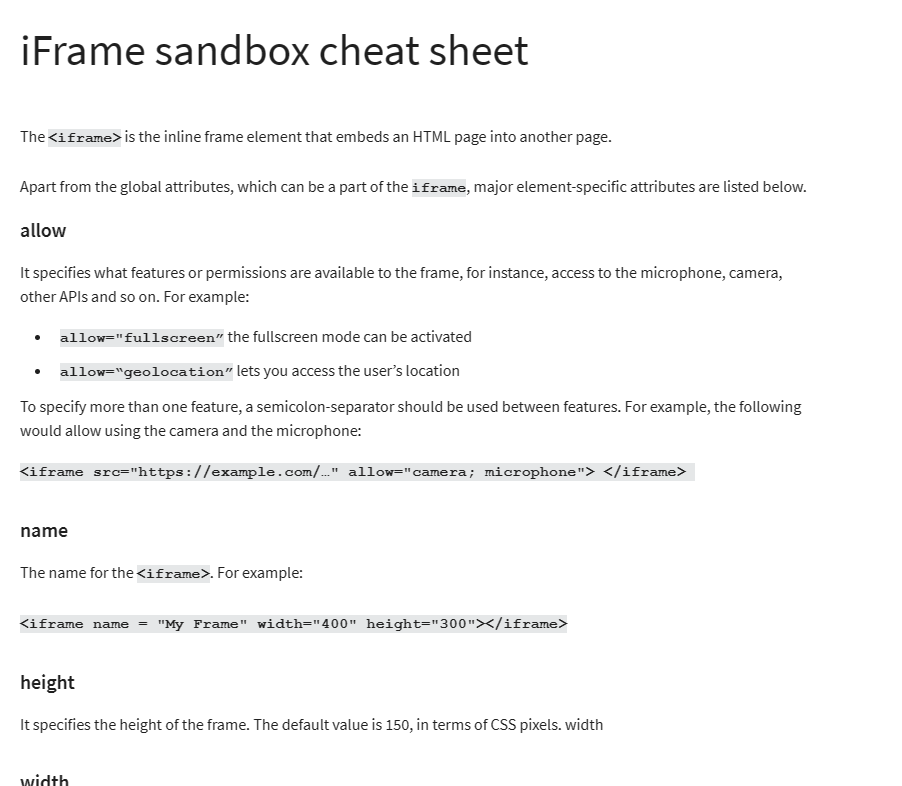 iFrame sandbox cheat sheet
The <iframe> is the inline frame element that embeds an HTML page into another page.
Apart from the global attributes, which can be a part of the iframe, major element-specific attributes are listed below.
allow
It specifies what features or permissions are available to the frame, for instance, access to the microphone, camera,
other APIs and so on. For example:
• allow="fullscreen” the fullscreen mode can be activated
• allow=“geolocation” lets you access the user’s location
To specify more than one feature, a semicolon-separator should be used between features. For example, the following
would allow using the camera and the microphone:
<iframe src="https://example.com/…" allow="camera; microphone"> </iframe>
name
The name for the <iframe>. For example:
<iframe name = "My Frame" width="400" height="300"></iframe>
height
It specifies the height of the frame. The default value is 150, in terms of CSS pixels. width
width